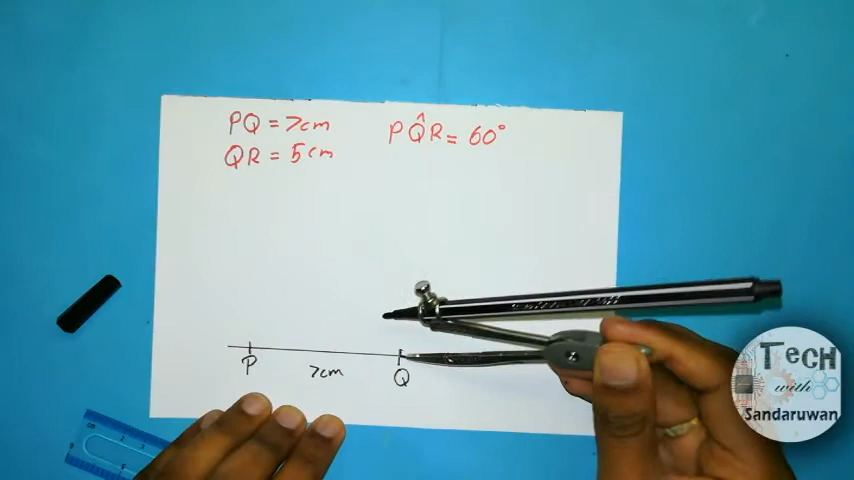 PQ = 7cm
QR = 5cm
PQ̂R = 60°
P
7cm
Q
TecH
with
Sandaruwan